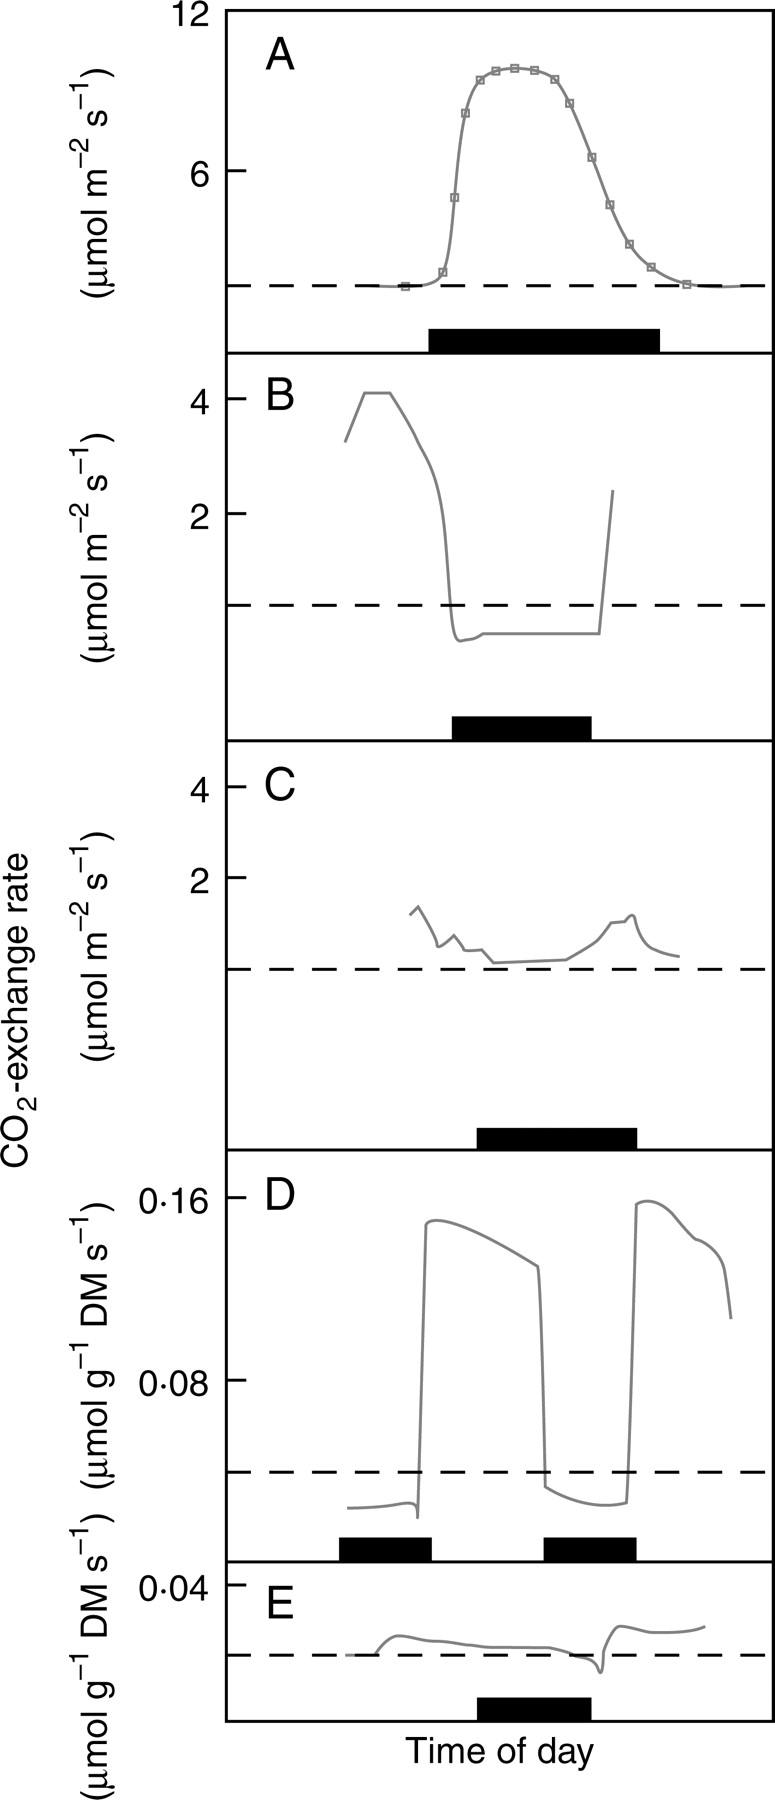 12
A
6
(μmol m−2 s−1)
B
4
2
(μmol m−2 s−1)
C
4
2
(μmol m−2 s−1)
CO2-exchange rate
D
0·16
0·08
(μmol g−1 DM s−1)
E
0·04
(μmol g−1 DM s−1)
Time of day